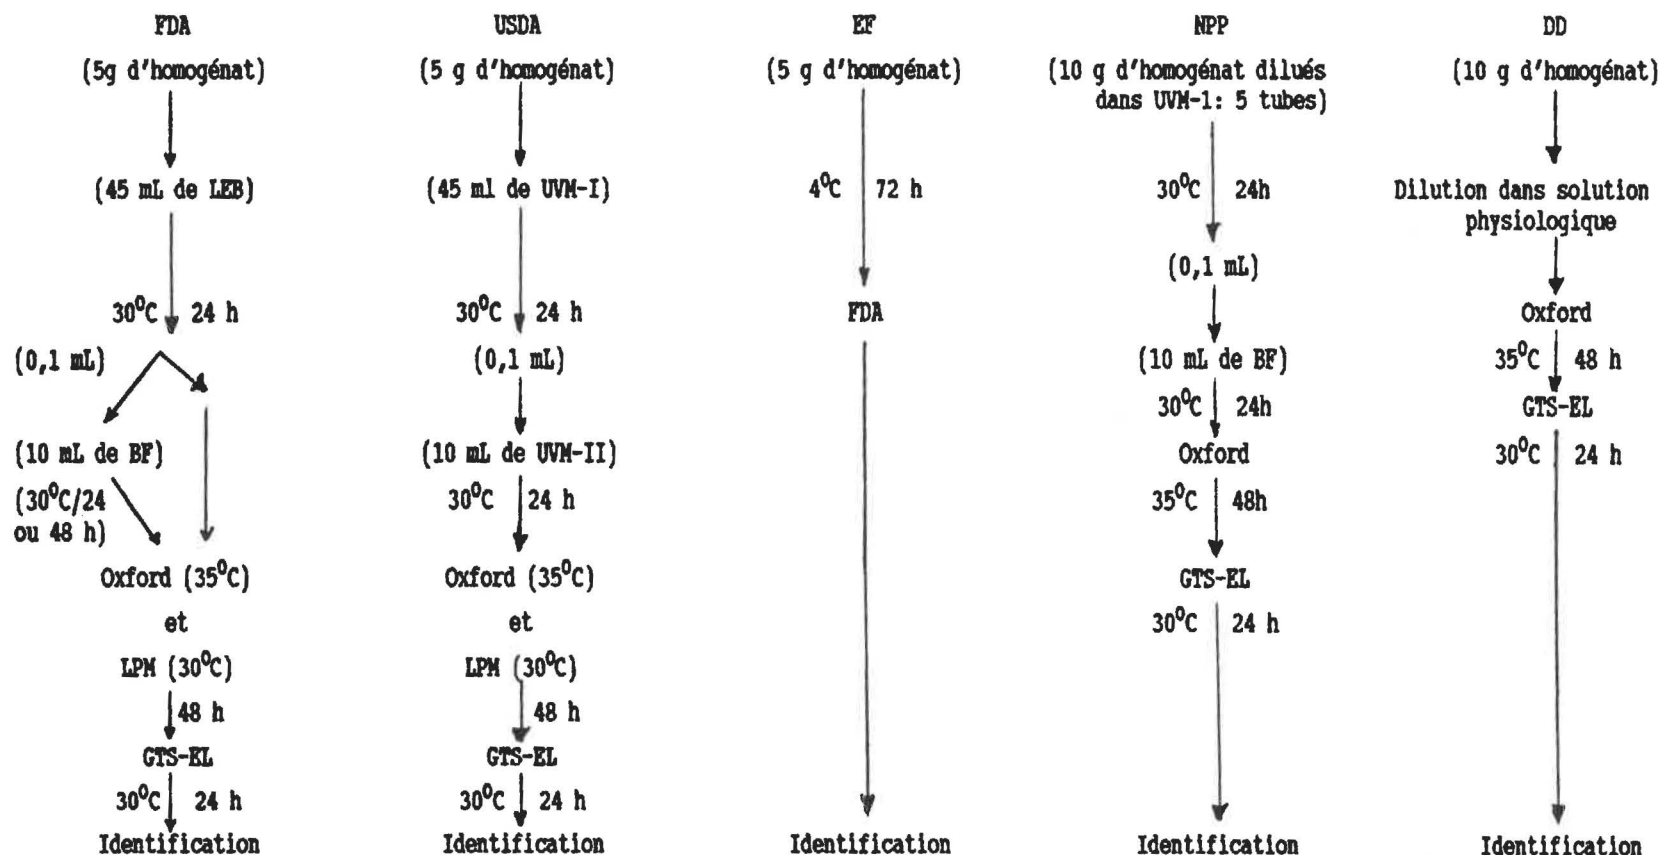 FDA
(5g d'homogénat)
(45 mL de LEB)
30⁰C 24 h
(0,1 mL)
(10 mL de BF)
(30⁰C/24
ou 48 h)
Oxford (35⁰C)
et
LPM (30⁰C)
48 h
GTS-EL
30⁰C 24 h
Identification
USDA
(5 g d'homogénat)
(45 ml de UVM-I)
30⁰C 24 h
(0,1 mL)
(10 mL de UVM-II)
30⁰C 24 h
Oxford (35⁰C)
et
LPM (30⁰C)
48 h
GTS-EL
30⁰C 24 h
Identification
EF
(5 g d'homogénat)
4⁰C 72 h
FDA
Identification
NPP
(10 g d'homogénat dilués
dans UVM-1: 5 tubes)
30⁰C 24h
(0,1 mL)
(10 mL de BF)
30⁰C 24h
Oxford
35⁰C 48h
GTS-EL
30⁰C 24 h
Identification
DD
(10 g d'homogénat)
Dilution dans solution
physiologique
Oxford
35⁰C 48 h
GTS-EL
30⁰C 24 h
Identification